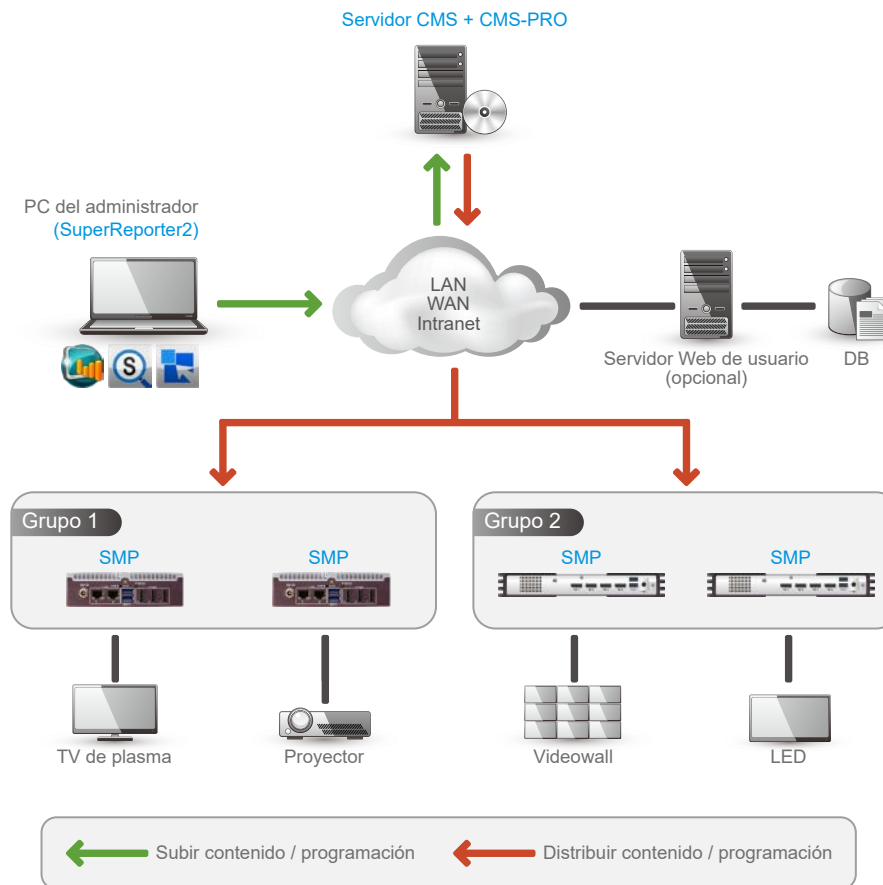 Servidor CMS + CMS-PRO
PC del administrador
(SuperReporter2)
LAN
WAN
Intranet
Servidor Web de usuario
(opcional)
DB
S
Grupo 1
SMP
SMP
Grupo 2
SMP
SMP
TV de plasma
Proyector
Videowall
LED
Subir contenido / programación
Distribuir contenido / programación